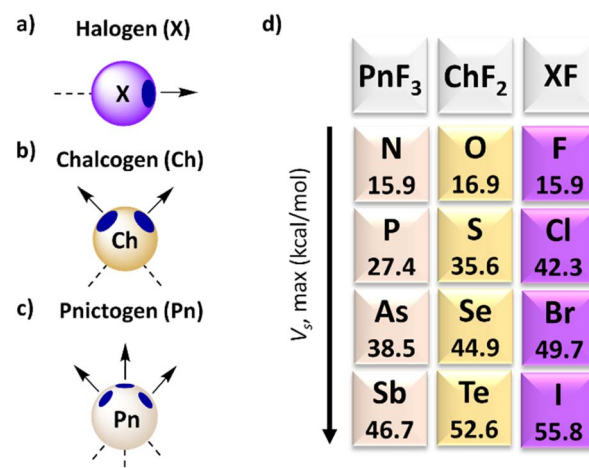 a) Halogen (X)
X
b) Chalcogen (Ch)
Ch
c) Pnictogen (Pn)
Pn
d)
PnF₃ ChF₂ XF
V_s, max (kcal/mol)
N O F
15.9 16.9 15.9
P S Cl
27.4 35.6 42.3
As Se Br
38.5 44.9 49.7
Sb Te I
46.7 52.6 55.8